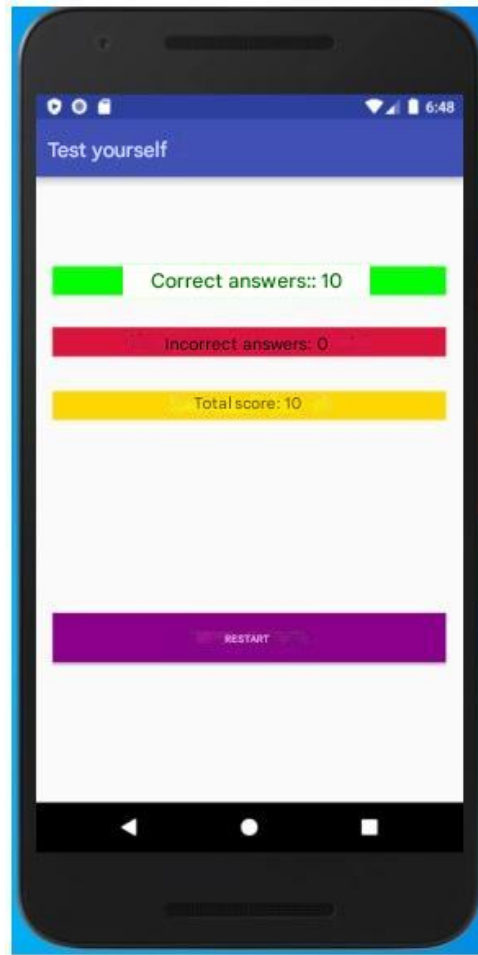 6:48
Test yourself
Correct answers:: 10
Incorrect answers: 0
Total score: 10
RESTART